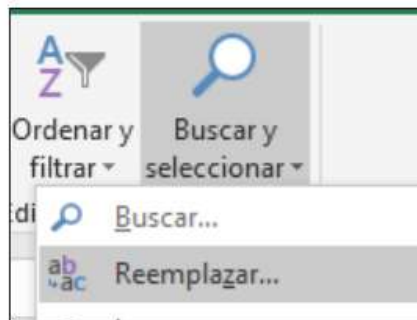 Ordenar y
filtrar
Buscar y
seleccionar
Buscar...
Reemplazar...